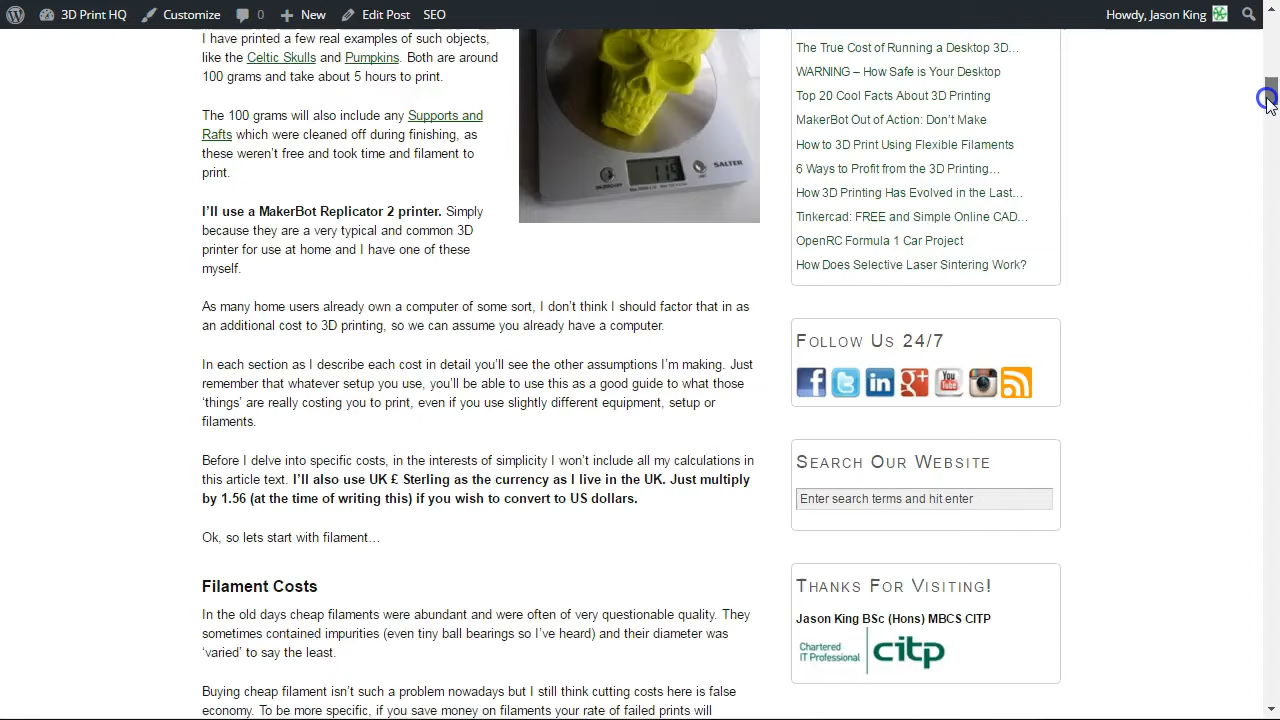 3D Print HQ
Customize
0
New
Edit Post
SEO
Howdy, Jason King
I have printed a few real examples of such objects,
like the Celtic Skulls and Pumpkins. Both are around
100 grams and take about 5 hours to print.
The 100 grams will also include any Supports and
Rafts which were cleaned off during finishing, as
these weren't free and took time and filament to
print.
I'll use a MakerBot Replicator 2 printer. Simply
because they are a very typical and common 3D
printer for use at home and I have one of these
myself.
SALTER
As many home users already own a computer of some sort, I don't think I should factor that in as
an additional cost to 3D printing, so we can assume you already have a computer.
In each section as I describe each cost in detail you'll see the other assumptions I'm making. Just
remember that whatever setup you use, you'll be able to use this as a good guide to what those
'things' are really costing you to print, even if you use slightly different equipment, setup or
filaments.
Before I delve into specific costs, in the interests of simplicity I won't include all my calculations in
this article text. I'll also use UK £ Sterling as the currency as I live in the UK. Just multiply
by 1.56 (at the time of writing this) if you wish to convert to US dollars.
Ok, so lets start with filament…
Filament Costs
In the old days cheap filaments were abundant and were often of very questionable quality. They
sometimes contained impurities (even tiny ball bearings so I've heard) and their diameter was
'varied' to say the least.
Buying cheap filament isn't such a problem nowadays but I still think cutting costs here is false
economy. To be more specific, if you save money on filaments your rate of failed prints will
The True Cost of Running a Desktop 3D…
WARNING – How Safe is Your Desktop
Top 20 Cool Facts About 3D Printing
MakerBot Out of Action: Don't Make
How to 3D Print Using Flexible Filaments
6 Ways to Profit from the 3D Printing…
How 3D Printing Has Evolved in the Last…
Tinkercad: FREE and Simple Online CAD…
OpenRC Formula 1 Car Project
How Does Selective Laser Sintering Work?
Follow Us 24/7
You Tube
Search Our Website
Enter search terms and hit enter
Thanks For Visiting!
Jason King BSc (Hons) MBCS CITP
Chartered
IT Professional
citp